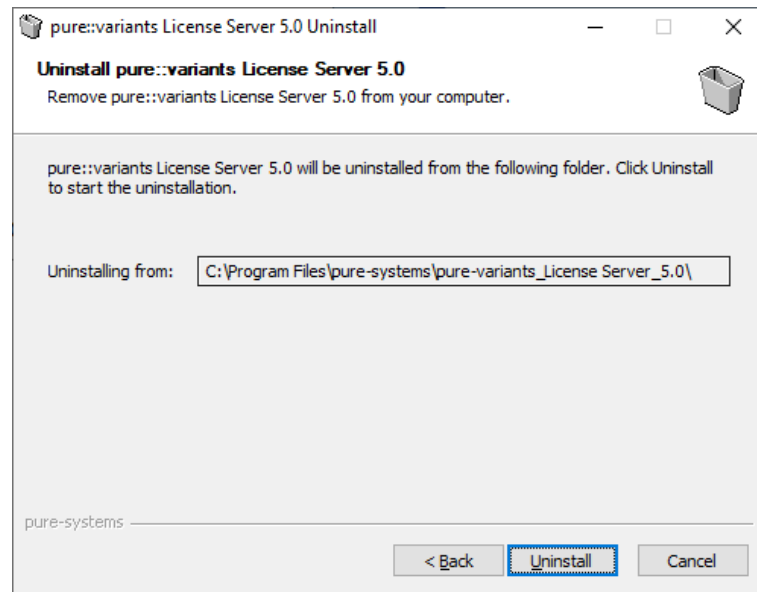 pure::variants License Server 5.0 Uninstall
Uninstall pure::variants License Server 5.0
Remove pure::variants License Server 5.0 from your computer.
pure::variants License Server 5.0 will be uninstalled from the following folder. Click Uninstall
to start the uninstallation.
Uninstalling from: C:\Program Files\pure-systems\pure-variants_License Server_5.0\
pure-systems
< Back Uninstall Cancel